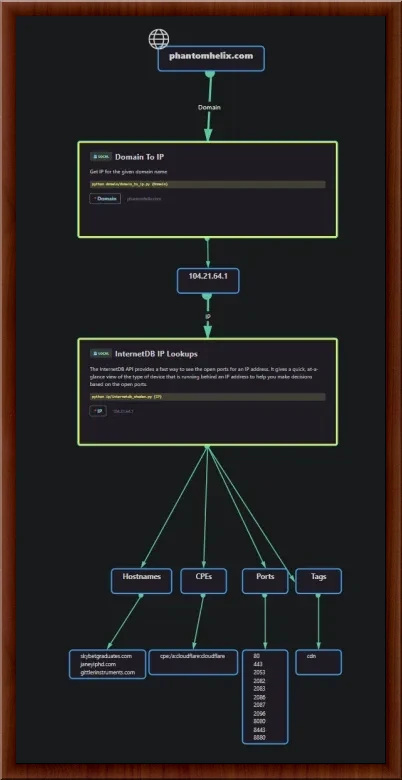 phantomhelix.com
Domain
Domain To IP
Get IP for the given domain name
python domain/domain_to_ip.py {Domain}
* Domain phantomhelix.com
104.21.64.1
IP
InternetDB IP Lookups
The InternetDB API provides a fast way to see the open ports for an IP address. It gives a quick, at-a-
glance view of the type of device that is running behind an IP address to help you make decisions
based on the open ports.
python ip/internetdb_shodan.py {IP}
* IP 104.21.64.1
Hostnames CPEs Ports Tags
skybetgraduates.com
janeyiphd.com
gittlerinstruments.com
cpe:/a:cloudflare:cloudflare
80
443
2053
2082
2083
2086
2087
2096
8080
8443
8880
cdn